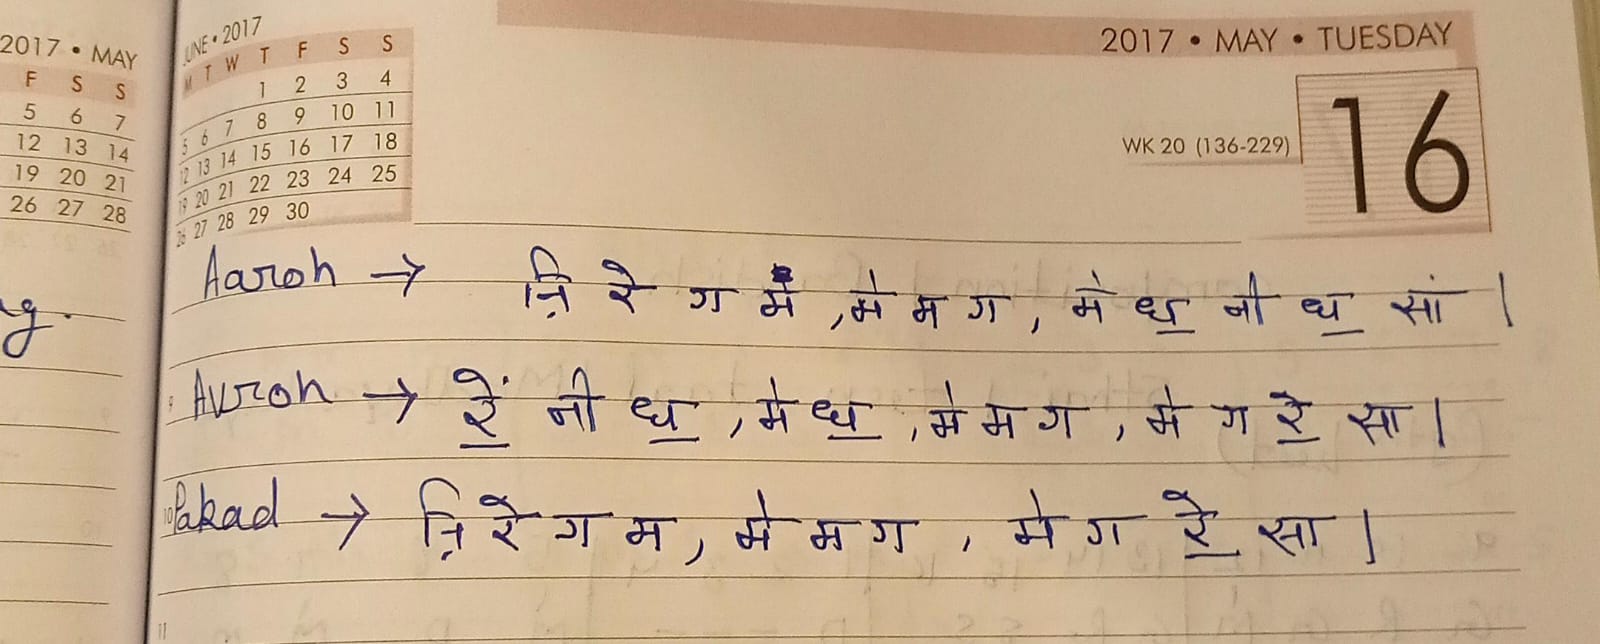 2017 • MAY
F S S
5 6 7
12 13 14
19 20 21
26 27 28
JUNE • 2017
M T W T F S S
1 2 3 4
5 6 7 8 9 10 11
12 13 14 15 16 17 18
19 20 21 22 23 24 25
26 27 28 29 30
2017 • MAY • TUESDAY
WK 20 (136-229)
16
Aaroh → नि़ रे ग म, मे म ग, मे ध॒ नी ध॒ सां ।
9
Avroh → रें॒ नी ध॒, मे ध॒, मे म ग, मे ग रे॒ सा ।
10
Pakad → नि़ रे ग म, मे म ग, मे ग रे॒ सा ।
11